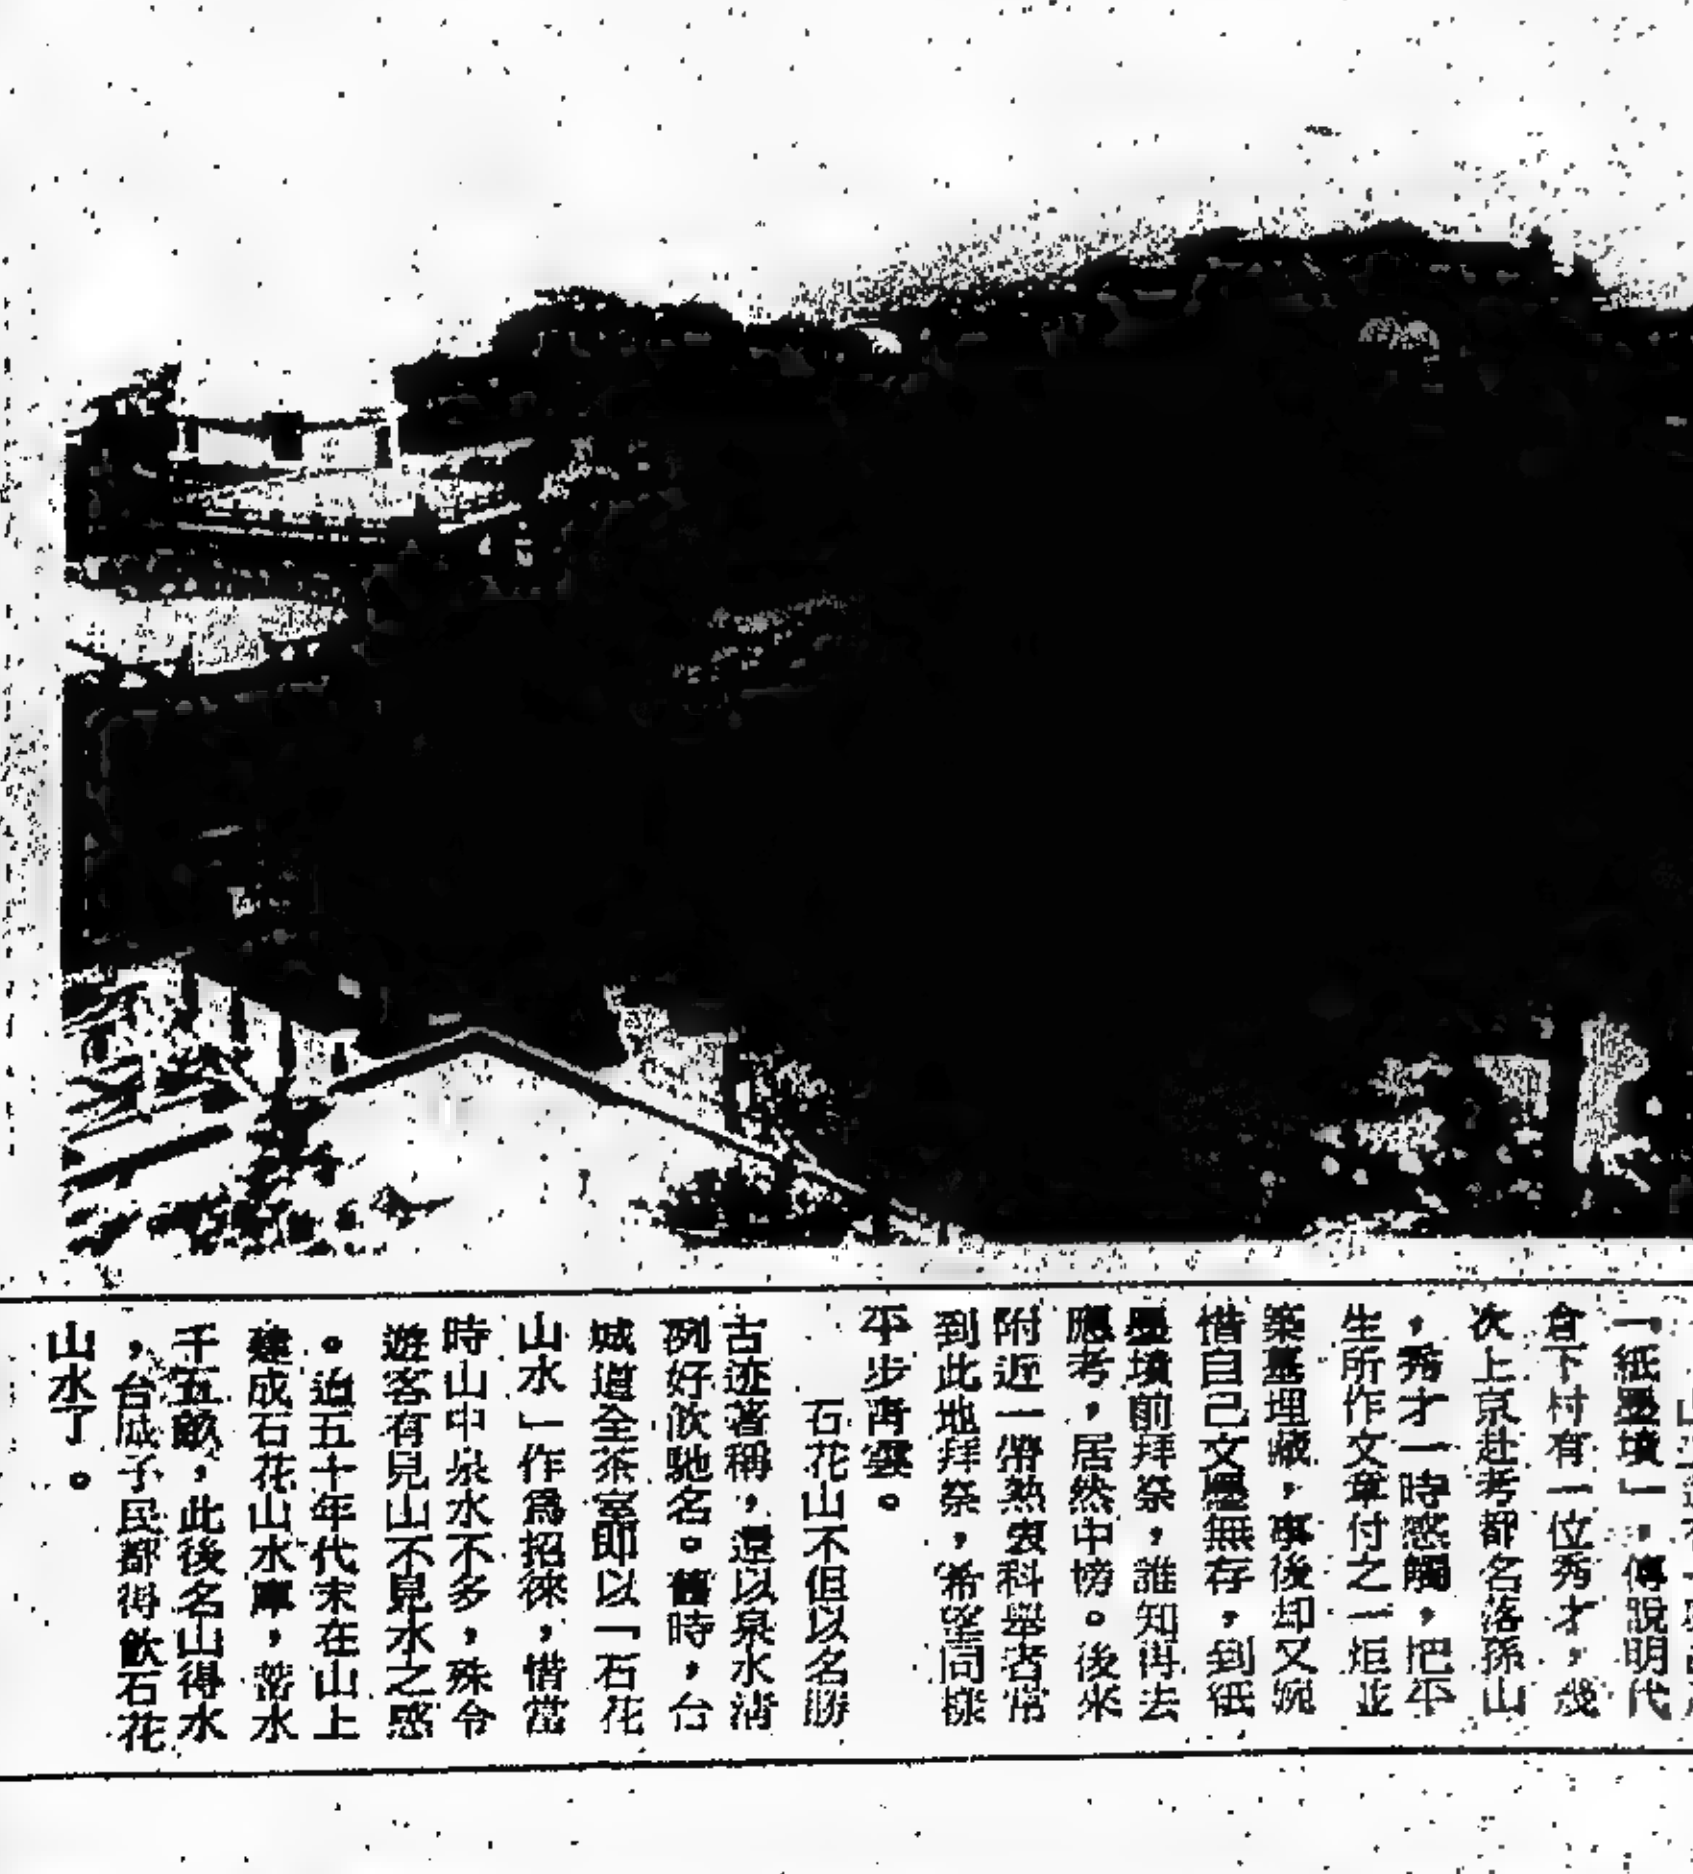 一紙墨墳」，傳說明代
倉下村有一位秀才，幾
次上京赴考都名落孫山
，秀才一時感觸，把平
生所作文章付之一炬並
築墓埋藏，事後却又婉
惜自己文墨無存，到紙
墨墳前拜祭，誰知再去
應考，居然中榜。後來
附近一帶熱衷科舉者常
到此地拜祭，希望同樣
平步靑雲。
石花山不但以名勝
古迹著稱，還以泉水清
冽好飲馳名。舊時，台
城道全茶室即以「石花
山水」作爲招徠，惜當
時山中泉水不多，殊令
遊客有見山不見水之惑
。迨五十年代末在山上
建成石花山水庫，蓄水
千五畝，此後名山得水
，台城子民都得飲石花
山水了。